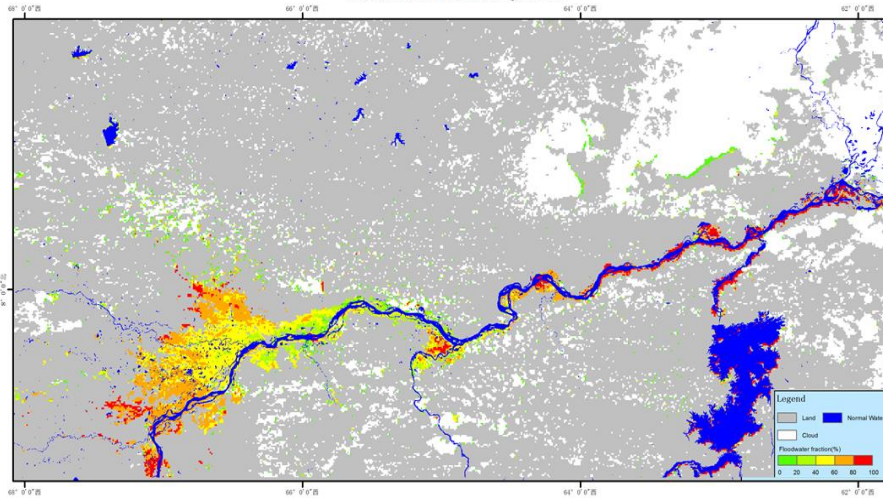 68° 0′0″西
66° 0′0″西
64° 0′0″西
62° 0′0″西
Legend
Land
Normal Wate
Cloud
Floodwater fraction(%)
0 20 40 60 80 100
68° 0′0″西
66° 0′0″西
64° 0′0″西
62° 0′0″西